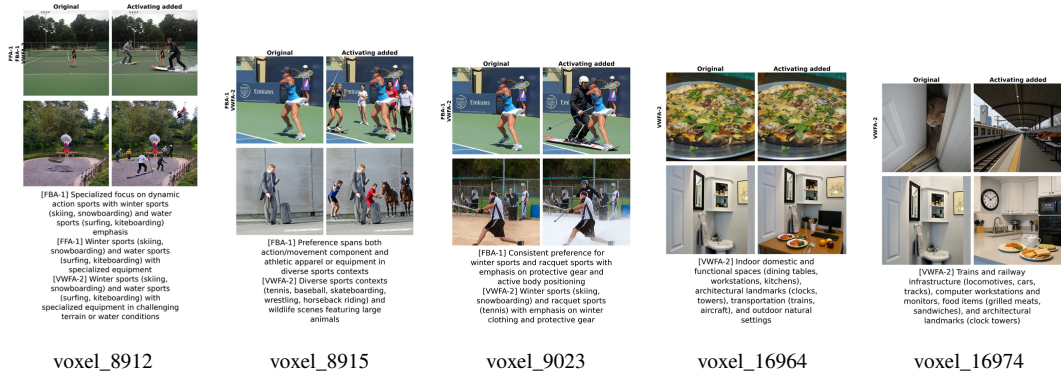 Original Activating added
FFA-1
FBA-1
VWFA-2
[FBA-1] Specialized focus on dynamic
action sports with winter sports
(skiing, snowboarding) and water
sports (surfing, kiteboarding)
emphasis
[FFA-1] Winter sports (skiing,
snowboarding) and water sports
(surfing, kiteboarding) with
specialized equipment
[VWFA-2] Winter sports (skiing,
snowboarding) and water sports
(surfing, kiteboarding) with
specialized equipment in challenging
terrain or water conditions
voxel_8912
Original Activating added
FBA-1
VWFA-2
Emirates
[FBA-1] Preference spans both
action/movement component and
athletic apparel or equipment in
diverse sports contexts
[VWFA-2] Diverse sports contexts
(tennis, baseball, skateboarding,
wrestling, horseback riding) and
wildlife scenes featuring large
animals
voxel_8915
Original Activating added
FBA-1
VWFA-2
Emirates
[FBA-1] Consistent preference for
winter sports and racquet sports with
emphasis on protective gear and
active body positioning
[VWFA-2] Winter sports (skiing,
snowboarding) and racquet sports
(tennis) with emphasis on winter
clothing and protective gear
voxel_9023
Original Activating added
VWFA-2
[VWFA-2] Indoor domestic and
functional spaces (dining tables,
workstations, kitchens),
architectural landmarks (clocks,
towers), transportation (trains,
aircraft), and outdoor natural
settings
voxel_16964
Original Activating added
VWFA-2
[VWFA-2] Trains and railway
infrastructure (locomotives, cars,
tracks), computer workstations and
monitors, food items (grilled meats,
sandwiches), and architectural
landmarks (clock towers)
voxel_16974